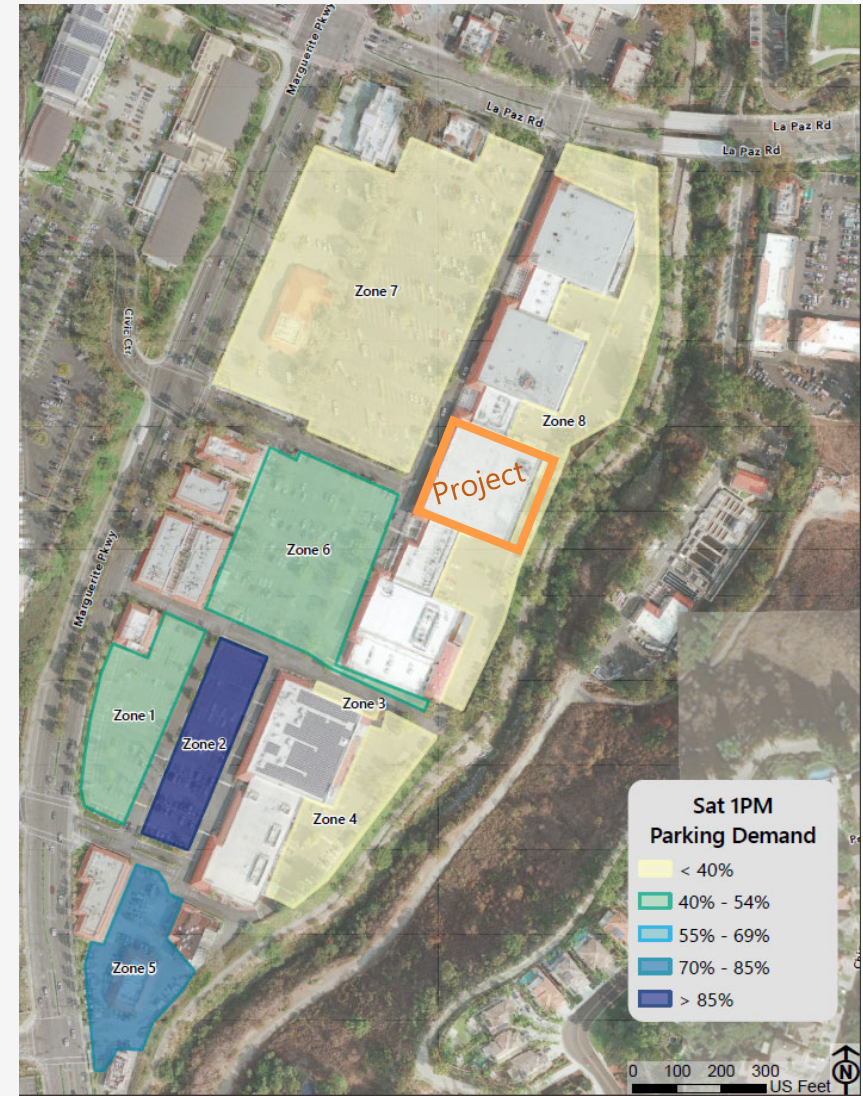 Marguerite Pkwy
La Paz Rd
La Paz Rd
La Paz Rd
Zone 7
Civic Ctr
Zone 8
Project
Zone 6
Marguerite Pkwy
Zone 3
Zone 1
Zone 2
Zone 4
Zone 5
Sat 1PM
Parking Demand
< 40%
40% - 54%
55% - 69%
70% - 85%
> 85%
0 100 200 300
US Feet
N